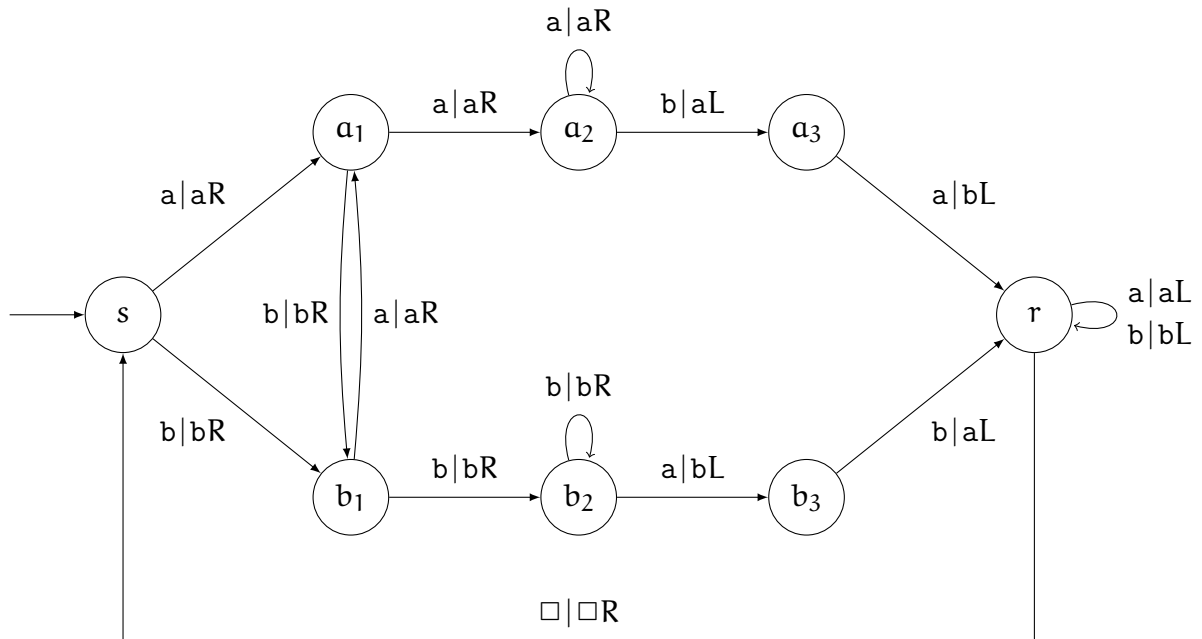 a|aR
a|aR
b|aL
a₁
a₂
a₃
a|aR
a|bL
s
b|bR
a|aR
r
a|aL
b|bL
b|bR
b|bR
b|aL
b|bR
a|bL
b₁
b₂
b₃
□|□R